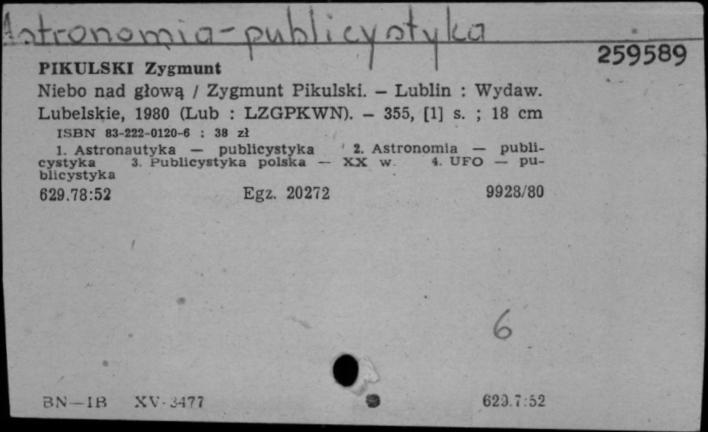 Astronomia-publicystyka
259589
PIKULSKI Zygmunt
Niebo nad głową / Zygmunt Pikulski. — Lublin : Wydaw.
Lubelskie, 1980 (Lub : LZGPKWN). — 355, [1] s. ; 18 cm
ISBN 83-222-0120-6 : 38 zł
1. Astronautyka — publicystyka 2. Astronomia — publi-
cystyka 3. Publicystyka polska — XX w. 4. UFO — pu-
blicystyka
629.78:52 Egz. 20272 9928/80
6
BN—IB XV-3477 629.7:52